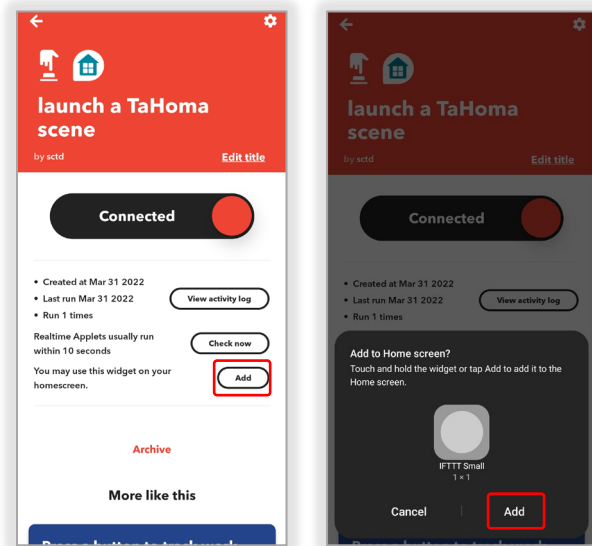 launch a TaHoma
scene
by sctd
Edit title
Connected
• Created at Mar 31 2022
• Last run Mar 31 2022
• Run 1 times
View activity log
Realtime Applets usually run
within 10 seconds
Check now
You may use this widget on your
homescreen.
Add
Archive
More like this
launch a TaHoma
scene
by sctd
Edit title
Connected
• Created at Mar 31 2022
• Last run Mar 31 2022
• Run 1 times
View activity log
Add to Home screen?
Touch and hold the widget or tap Add to add it to the
Home screen.
IFTTT Small
1 × 1
Cancel
Add